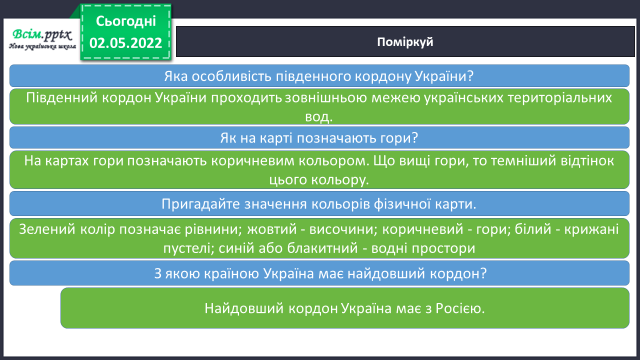 Всім.pptx
Нова українська школа
Сьогодні
02.05.2022
Поміркуй
Яка особливість південного кордону України?
Південний кордон України проходить зовнішньою межею українських територіальних
вод.
Як на карті позначають гори?
На картах гори позначають коричневим кольором. Що вищі гори, то темніший відтінок
цього кольору.
Пригадайте значення кольорів фізичної карти.
Зелений колір позначає рівнини; жовтий - височини; коричневий - гори; білий - крижані
пустелі; синій або блакитний - водні простори
З якою країною Україна має найдовший кордон?
Найдовший кордон Україна має з Росією.